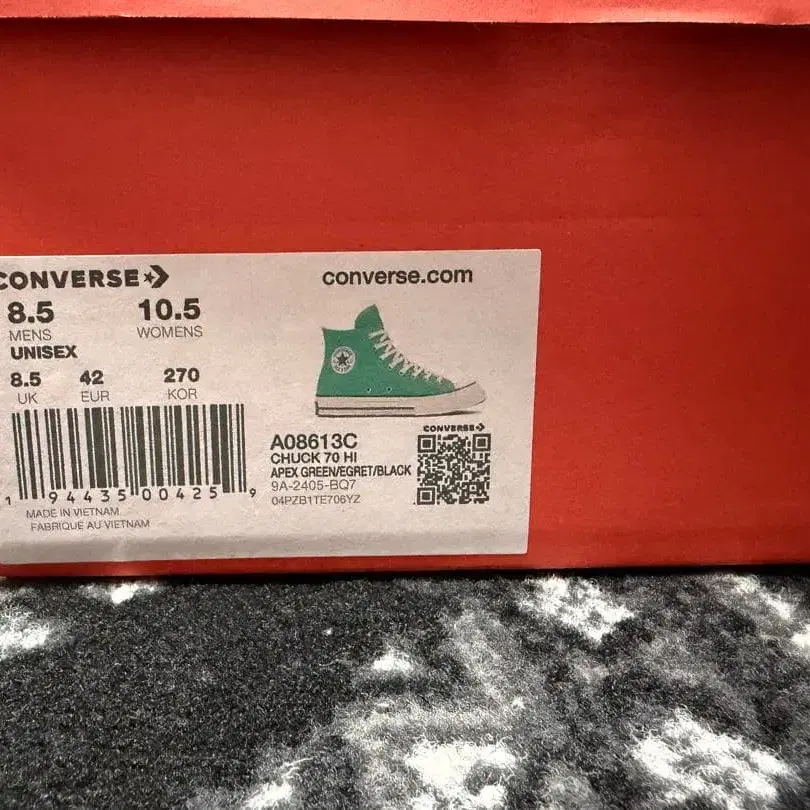 CONVERSE
converse.com
8.5 10.5
MENS WOMENS
UNISEX
8.5 42 270
UK EUR KOR
1 94435 00425 9
MADE IN VIETNAM
FABRIQUE AU VIETNAM
A08613C
CHUCK 70 HI
APEX GREEN/EGRET/BLACK
9A-2405-BQ7
04PZB1TE706YZ
CONVERSE